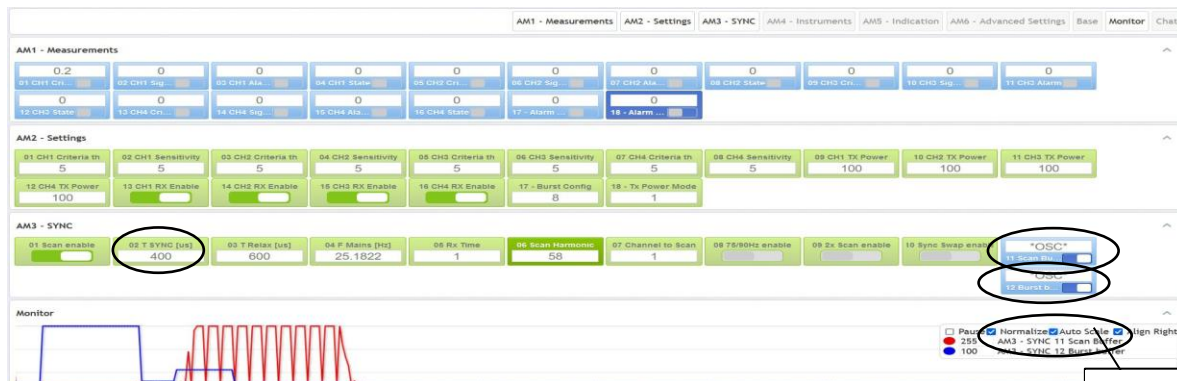 AM1 - Measurements AM2 - Settings AM3 - SYNC AM4 - Instruments AM5 - Indication AM6 - Advanced Settings Base Monitor Chat
AM1 - Measurements
0.2 0 0 0 0 0 0 0 0 0 0
01 CH1 Cri... 02 CH1 Sig... 03 CH1 Ala... 04 CH1 State 05 CH2 Cri... 06 CH2 Sig... 07 CH2 Ala... 08 CH2 State 09 CH3 Cri... 10 CH3 Sig... 11 CH3 Alarm
0 0 0 0 0 0 0
12 CH3 State 13 CH4 Cri... 14 CH4 Sig... 15 CH4 Ala... 16 CH4 State 17 - Alarm ... 18 - Alarm ...
AM2 - Settings
01 CH1 Criteria th 02 CH1 Sensitivity 03 CH2 Criteria th 04 CH2 Sensitivity 05 CH3 Criteria th 06 CH3 Sensitivity 07 CH4 Criteria th 08 CH4 Sensitivity 09 CH1 TX Power 10 CH2 TX Power 11 CH3 TX Power
5 5 5 5 5 5 5 5 100 100 100
12 CH4 TX Power 13 CH1 RX Enable 14 CH2 RX Enable 15 CH3 RX Enable 16 CH4 RX Enable 17 - Burst Config 18 - Tx Power Mode
100 8 1
AM3 - SYNC
01 Scan enable 02 T SYNC [us] 03 T Relax [us] 04 F Mains [Hz] 05 Rx Time 06 Scan Harmonic 07 Channel to Scan 08 78/90Hz enable 09 2x Scan enable 10 Sync Swap enabl
400 600 25.1822 1 58 1
*OSC*
11 Scan Bu...
*OSC*
12 Burst b...
Monitor
Pause Normalize Auto Scale Align Right
255 AM3 - SYNC 11 Scan Buffer
100 AM3 - SYNC 12 Burst buffer